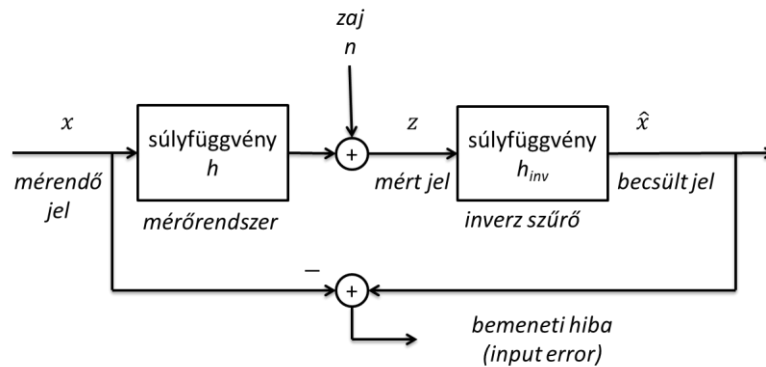 zaj
n
x
súlyfüggvény
h
z
súlyfüggvény
h_inv
x̂
+
mérendő
jel
mérőrendszer
mért jel
inverz szűrő
becsült jel
−
+
bemeneti hiba
(input error)